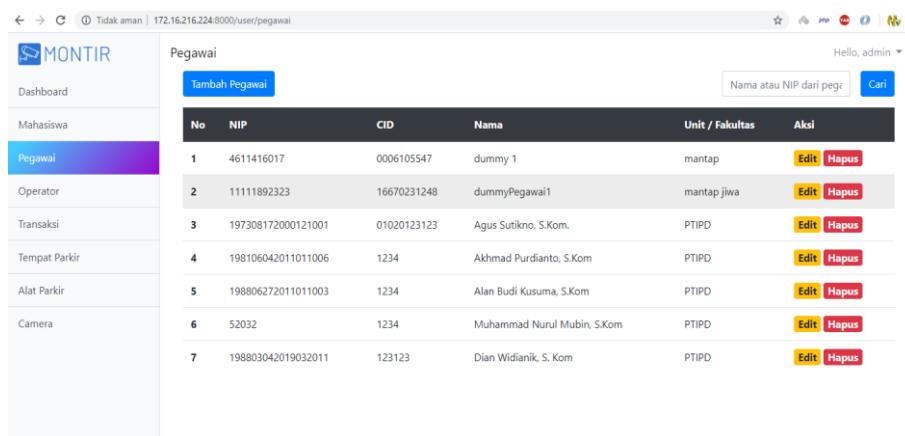 Tidak aman | 172.16.216.224:8000/user/pegawai
MONTIR
Pegawai
Hello, admin
Dashboard
Mahasiswa
Pegawai
Operator
Transaksi
Tempat Parkir
Alat Parkir
Camera
Tambah Pegawai
Nama atau NIP dari pega
Cari
No NIP CID Nama Unit / Fakultas Aksi
1 4611416017 0006105547 dummy 1 mantap Edit Hapus
2 11111892323 16670231248 dummyPegawai1 mantap jiwa Edit Hapus
3 197308172000121001 01020123123 Agus Sutikno, S.Kom. PTIPD Edit Hapus
4 198106042011011006 1234 Akhmad Purdianto, S.Kom PTIPD Edit Hapus
5 198806272011011003 1234 Alan Budi Kusuma, S.Kom PTIPD Edit Hapus
6 52032 1234 Muhammad Nurul Mubin, S.Kom PTIPD Edit Hapus
7 198803042019032011 123123 Dian Widianik, S. Kom PTIPD Edit Hapus